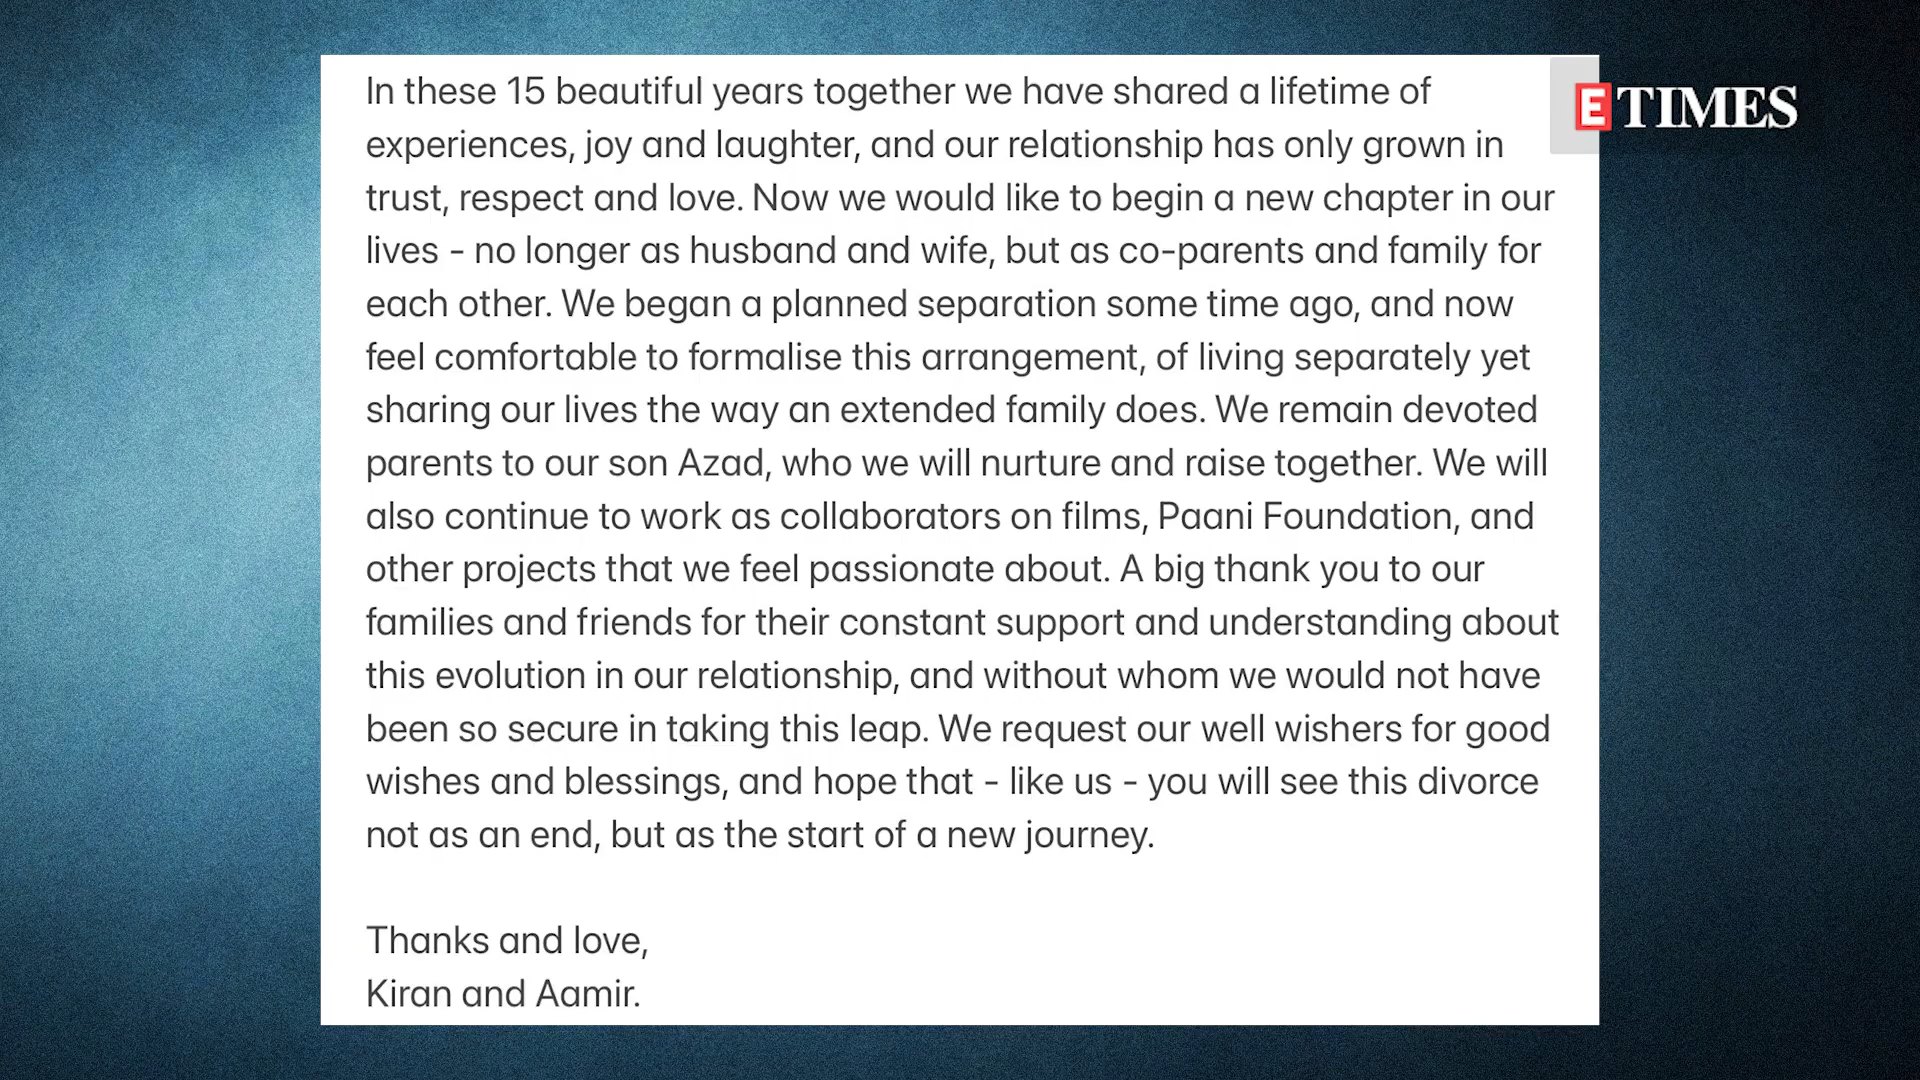 In these 15 beautiful years together we have shared a lifetime of
experiences, joy and laughter, and our relationship has only grown in
trust, respect and love. Now we would like to begin a new chapter in our
lives - no longer as husband and wife, but as co-parents and family for
each other. We began a planned separation some time ago, and now
feel comfortable to formalise this arrangement, of living separately yet
sharing our lives the way an extended family does. We remain devoted
parents to our son Azad, who we will nurture and raise together. We will
also continue to work as collaborators on films, Paani Foundation, and
other projects that we feel passionate about. A big thank you to our
families and friends for their constant support and understanding about
this evolution in our relationship, and without whom we would not have
been so secure in taking this leap. We request our well wishers for good
wishes and blessings, and hope that - like us - you will see this divorce
not as an end, but as the start of a new journey.
Thanks and love,
Kiran and Aamir.
E TIMES